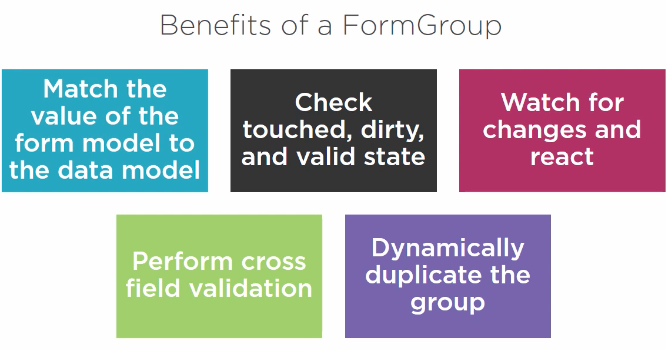 Benefits of a FormGroup
Match the
value of the
form model to
the data model
Check
touched, dirty,
and valid state
Watch for
changes and
react
Perform cross
field validation
Dynamically
duplicate the
group